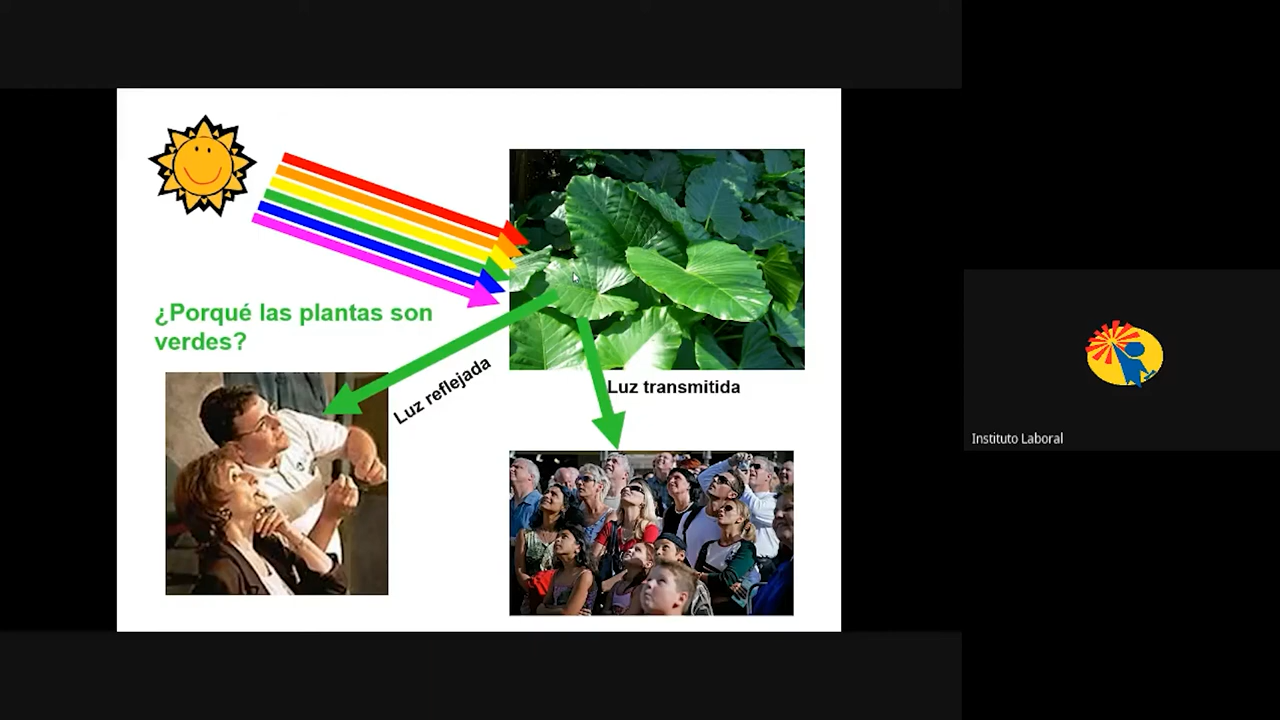 ¿Porqué las plantas son
verdes?
Luz reflejada
Luz transmitida
Instituto Laboral